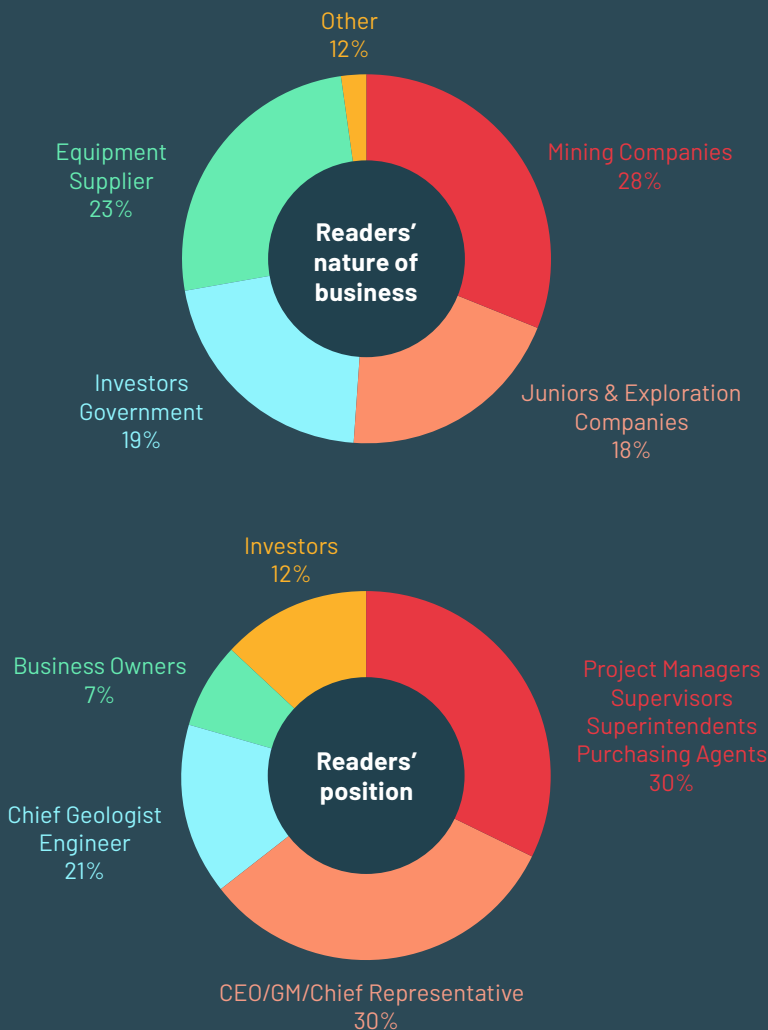 Other
12%
Mining Companies
28%
Equipment
Supplier
23%
Readers’
nature of
business
Investors
Government
19%
Juniors & Exploration
Companies
18%
Investors
12%
Business Owners
7%
Project Managers
Supervisors
Superintendents
Purchasing Agents
30%
Readers’
position
Chief Geologist
Engineer
21%
CEO/GM/Chief Representative
30%